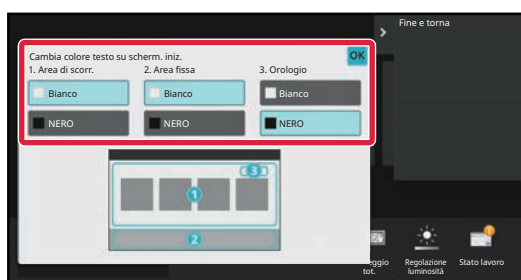 Fine e torna
Cambia colore testo su scherm. iniz.
OK
1. Area di scorr.
2. Area fissa
3. Orologio
Bianco
Bianco
Bianco
NERO
NERO
NERO
3
1
2
tot.
Regolazione
luminosità
Stato lavoro